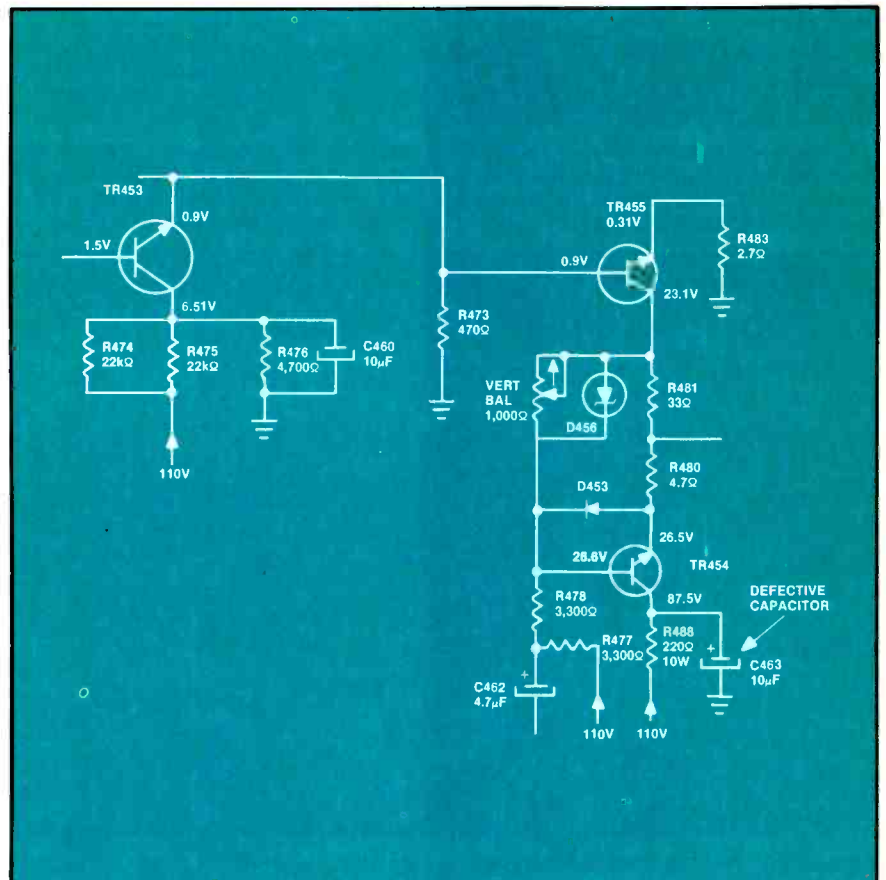 TR453
0.9V
1.5V
6.51V
R474
22kΩ
R475
22kΩ
R476
4,700Ω
C460
10µF
110V
R473
470Ω
TR455
0.31V
0.9V
23.1V
R483
2.7Ω
VERT
BAL
1,000Ω
D456
R481
33Ω
R480
4.7Ω
D453
26.5V
26.6V
TR454
87.5V
DEFECTIVE
CAPACITOR
R478
3,300Ω
R477
3,300Ω
R488
220Ω
10W
+
C463
10µF
+
C462
4.7µF
110V
110V